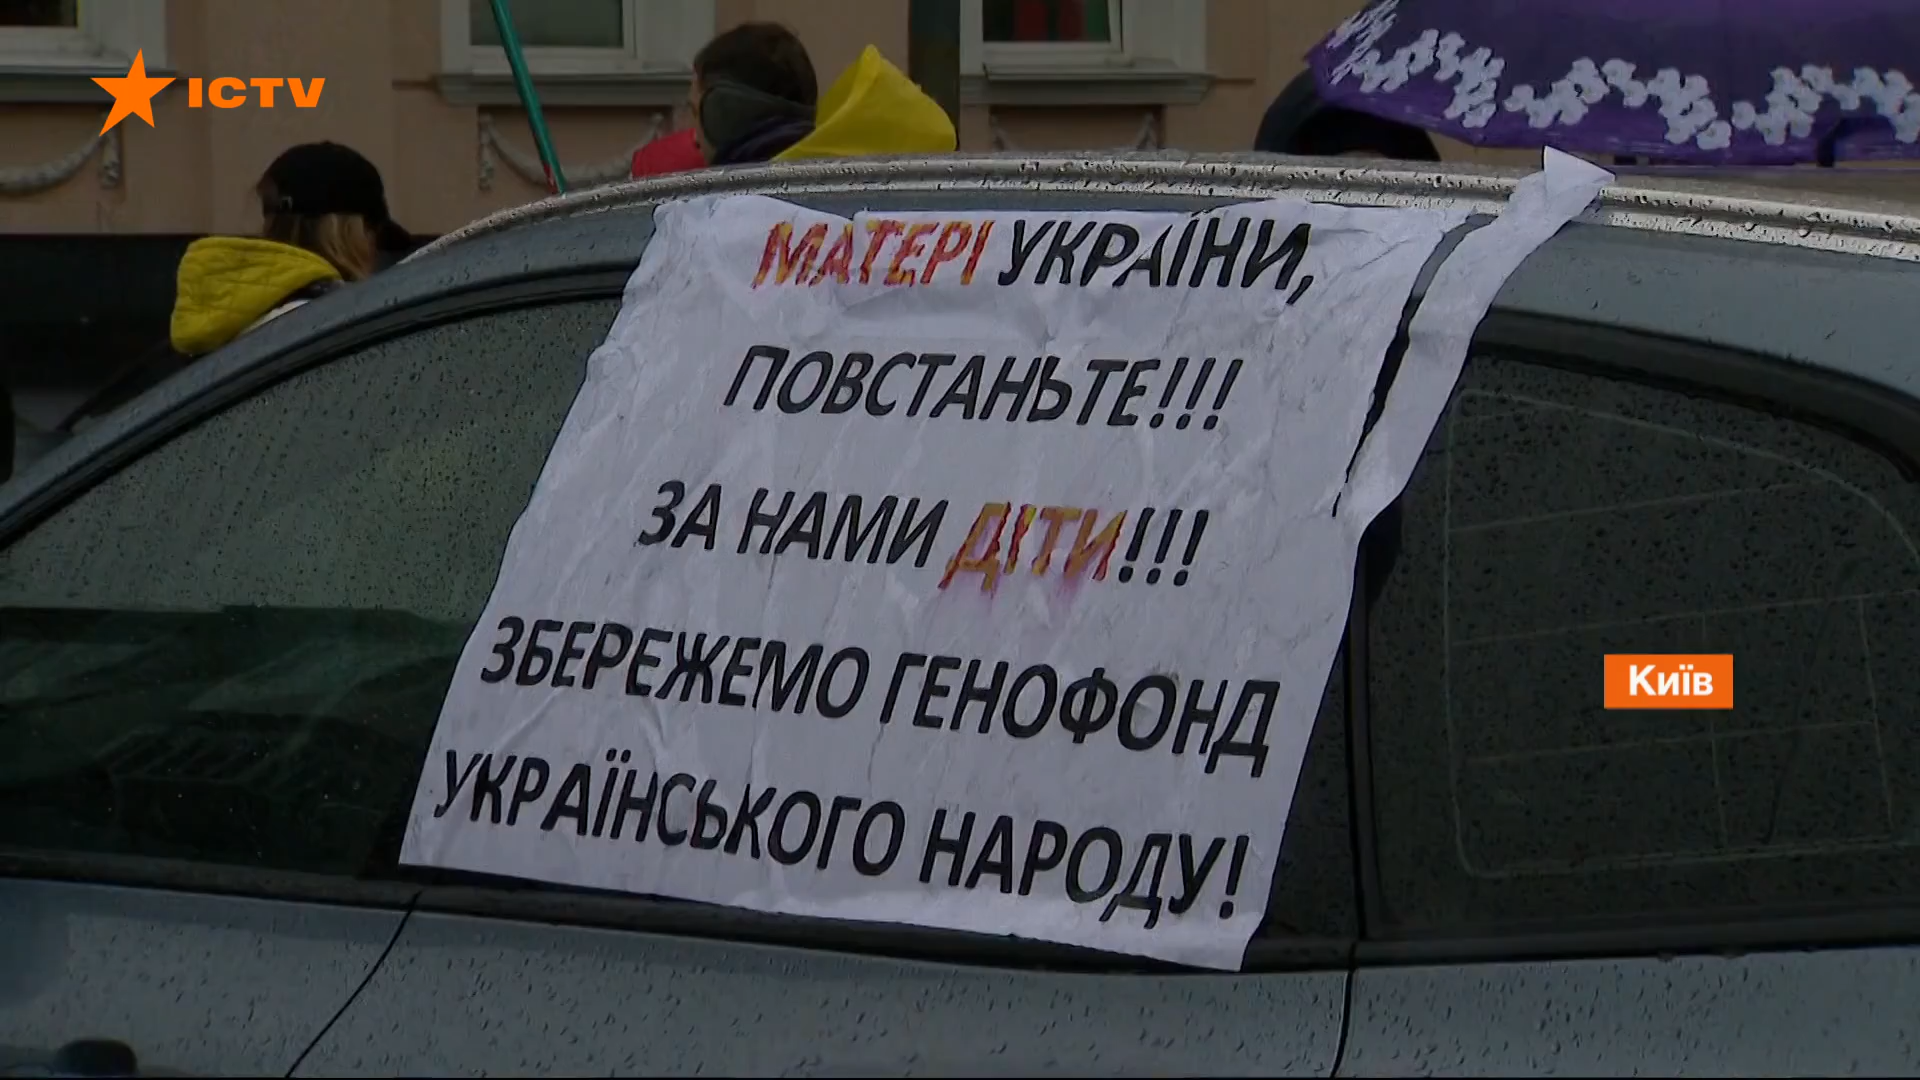 ICTV
МАТЕРІ УКРАЇНИ,
ПОВСТАНЬТЕ!!!
ЗА НАМИ ДІТИ!!!
ЗБЕРЕЖЕМО ГЕНОФОНД
УКРАЇНСЬКОГО НАРОДУ!
Київ